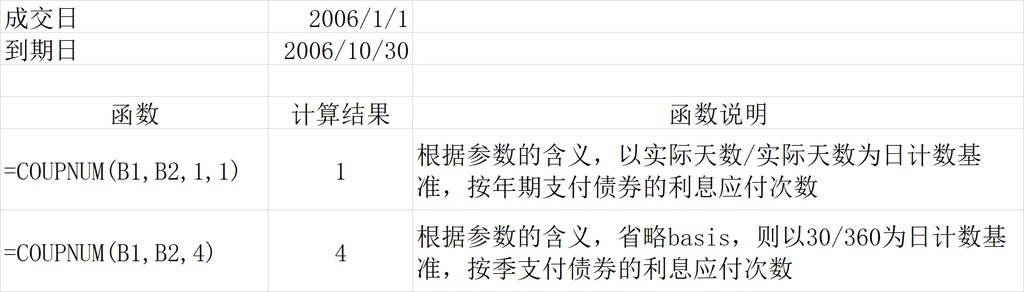 成交日 2006/1/1
到期日 2006/10/30
函数 计算结果 函数说明
=COUPNUM(B1,B2,1,1) 1 根据参数的含义，以实际天数/实际天数为日计数基
准，按年期支付债券的利息应付次数
=COUPNUM(B1,B2,4) 4 根据参数的含义，省略basis，则以30/360为日计数基
准，按季支付债券的利息应付次数